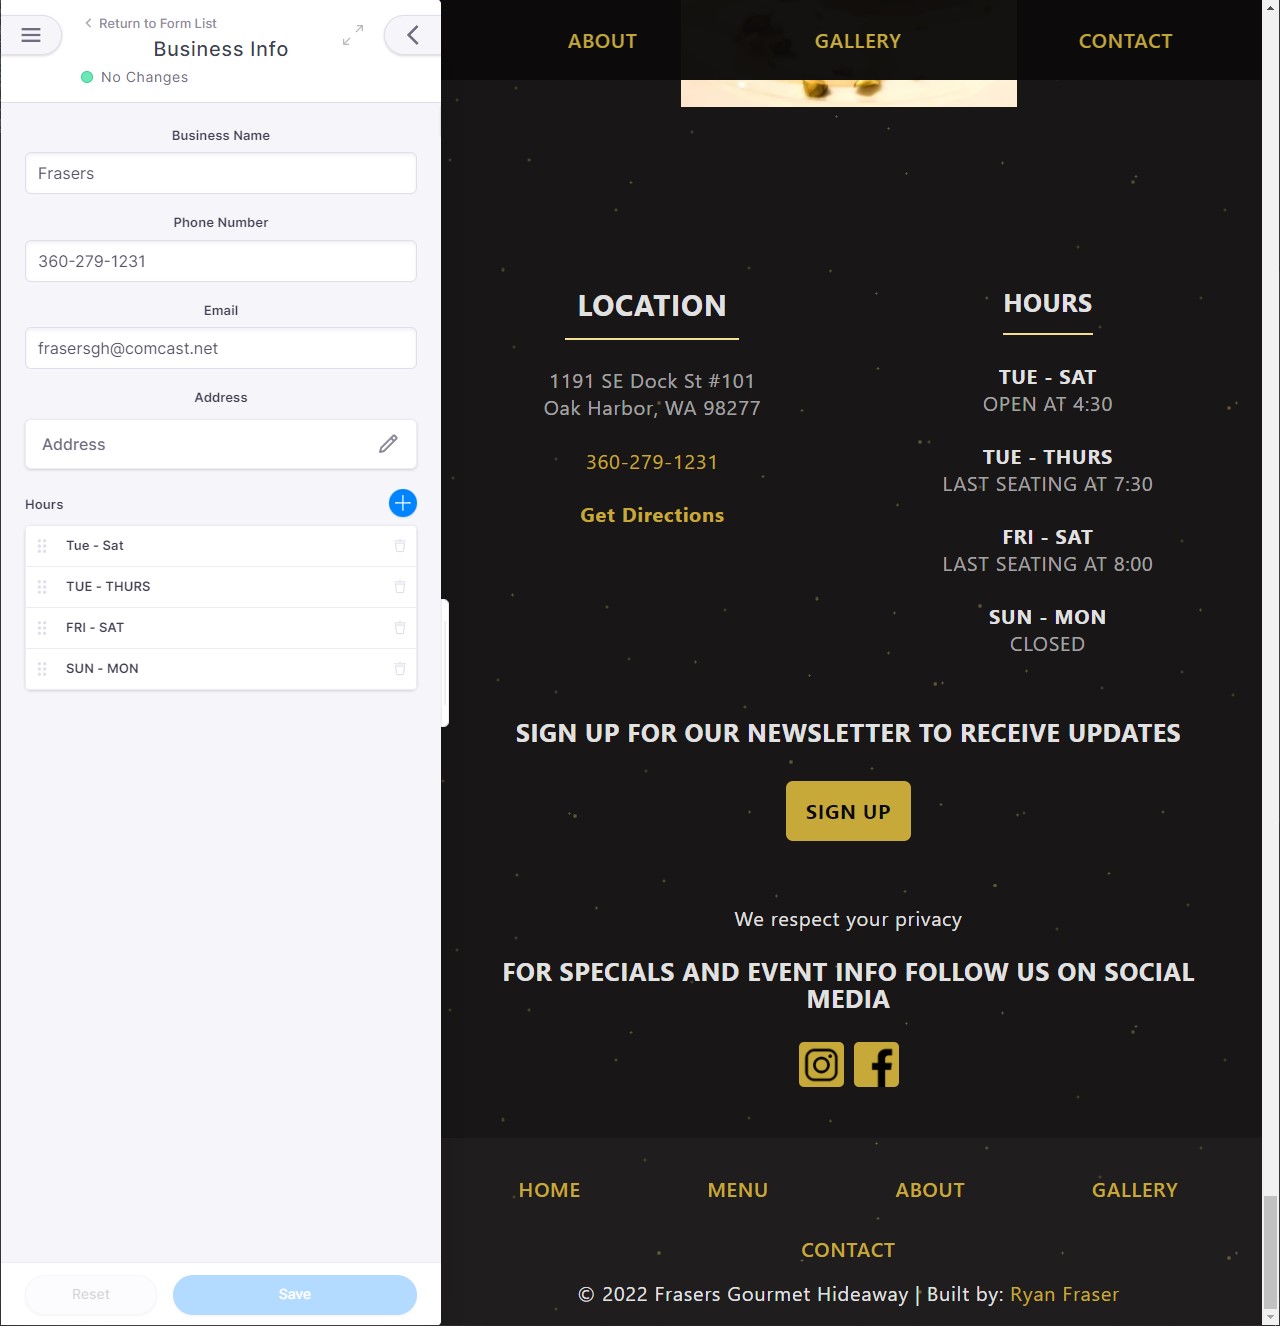 Return to Form List
Business Info
No Changes
Business Name
Frasers
Phone Number
360-279-1231
Email
frasersgh@comcast.net
Address
Address
Hours
Tue - Sat
TUE - THURS
FRI - SAT
SUN - MON
Reset
Save
ABOUT
GALLERY
CONTACT
LOCATION
1191 SE Dock St #101
Oak Harbor, WA 98277
360-279-1231
Get Directions
HOURS
TUE - SAT
OPEN AT 4:30
TUE - THURS
LAST SEATING AT 7:30
FRI - SAT
LAST SEATING AT 8:00
SUN - MON
CLOSED
SIGN UP FOR OUR NEWSLETTER TO RECEIVE UPDATES
SIGN UP
We respect your privacy
FOR SPECIALS AND EVENT INFO FOLLOW US ON SOCIAL
MEDIA
HOME
MENU
ABOUT
GALLERY
CONTACT
© 2022 Frasers Gourmet Hideaway | Built by: Ryan Fraser